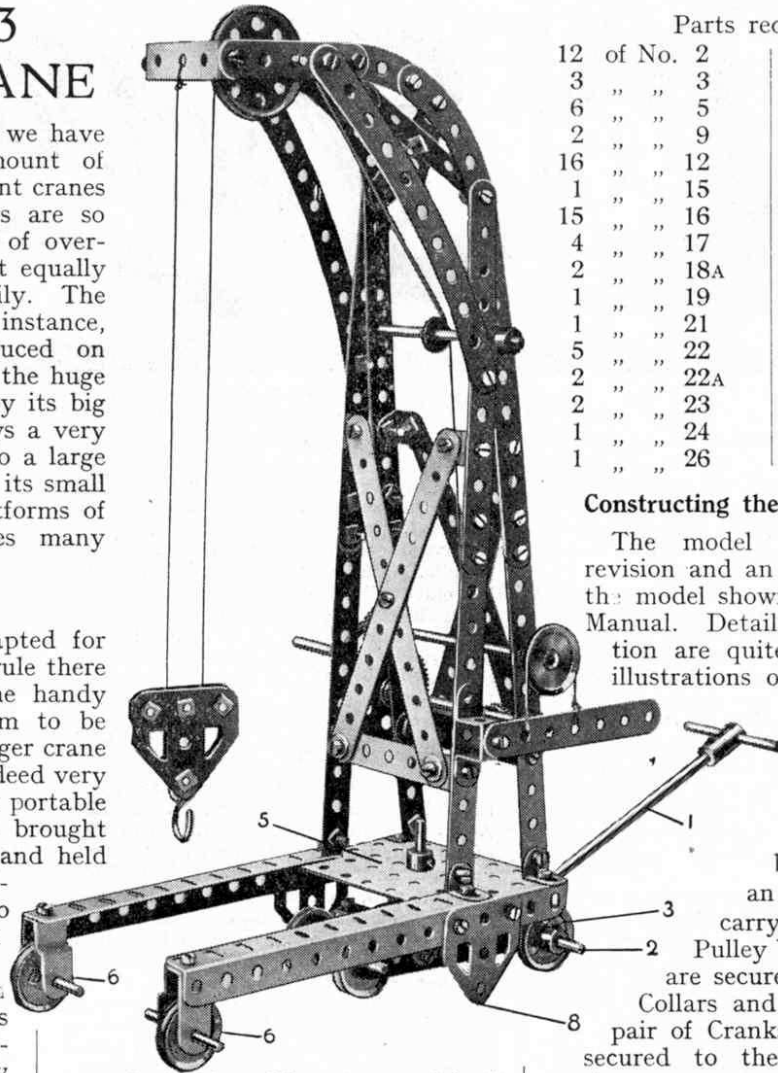 3
ANE
we have
mount of
nt cranes
s are so
of over-
t equally
ily. The
instance,
uced on
the huge
y its big
ws a very
o a large
its small
tforms of
es many
apted for
rule there
ne handy
m to be
ger crane
deed very
portable
brought
and held
Parts rec
12 of No. 2
3 „ „ 3
6 „ „ 5
2 „ „ 9
16 „ „ 12
1 „ „ 15
15 „ „ 16
4 „ „ 17
2 „ „ 18A
1 „ „ 19
1 „ „ 21
5 „ „ 22
2 „ „ 22A
2 „ „ 23
1 „ „ 24
1 „ „ 26
Constructing the
The model
revision and an
the model show
Manual. Detail
tion are quite
illustrations o
an
carry
Pulley
are secure
Collars and
pair of Crank
secured to the
5
1
3
2
6
6
8